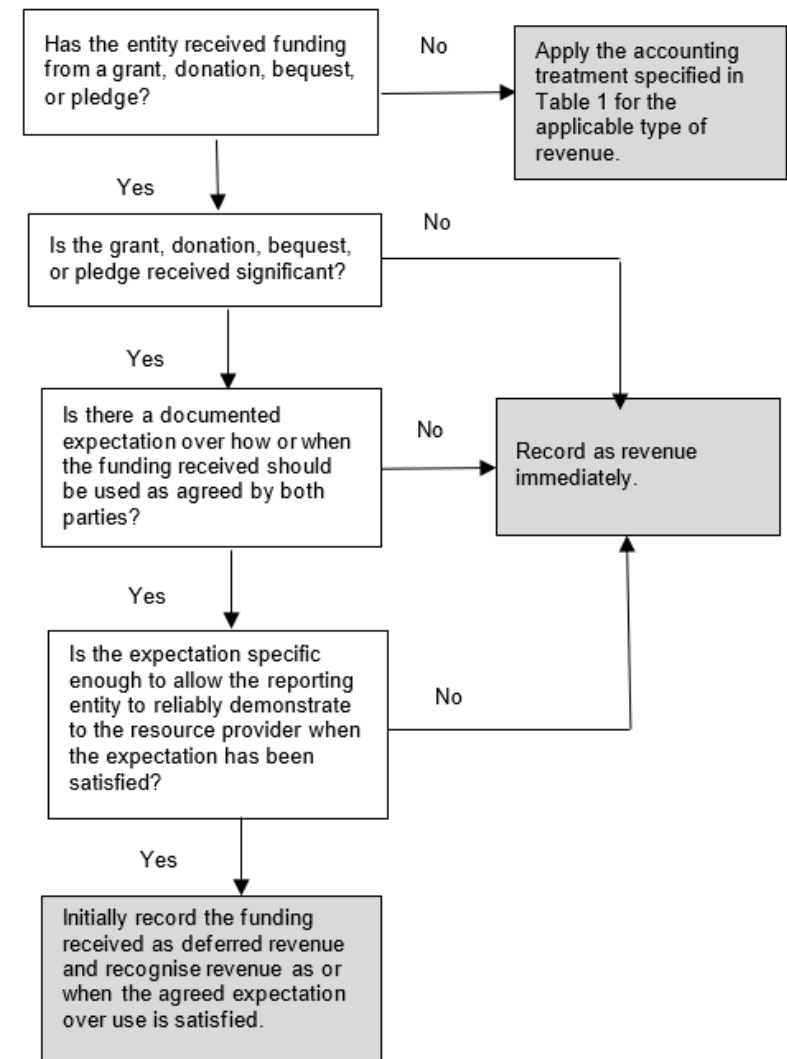 Has the entity received funding
from a grant, donation, bequest,
or pledge?
No
Apply the accounting
treatment specified in
Table 1 for the
applicable type of
revenue.
Yes
Is the grant, donation, bequest,
or pledge received significant?
No
Yes
Is there a documented
expectation over how or when
the funding received should
be used as agreed by both
parties?
No
Record as revenue
immediately.
Yes
Is the expectation specific
enough to allow the reporting
entity to reliably demonstrate
to the resource provider when
the expectation has been
satisfied?
No
Yes
Initially record the funding
received as deferred revenue
and recognise revenue as or
when the agreed expectation
over use is satisfied.